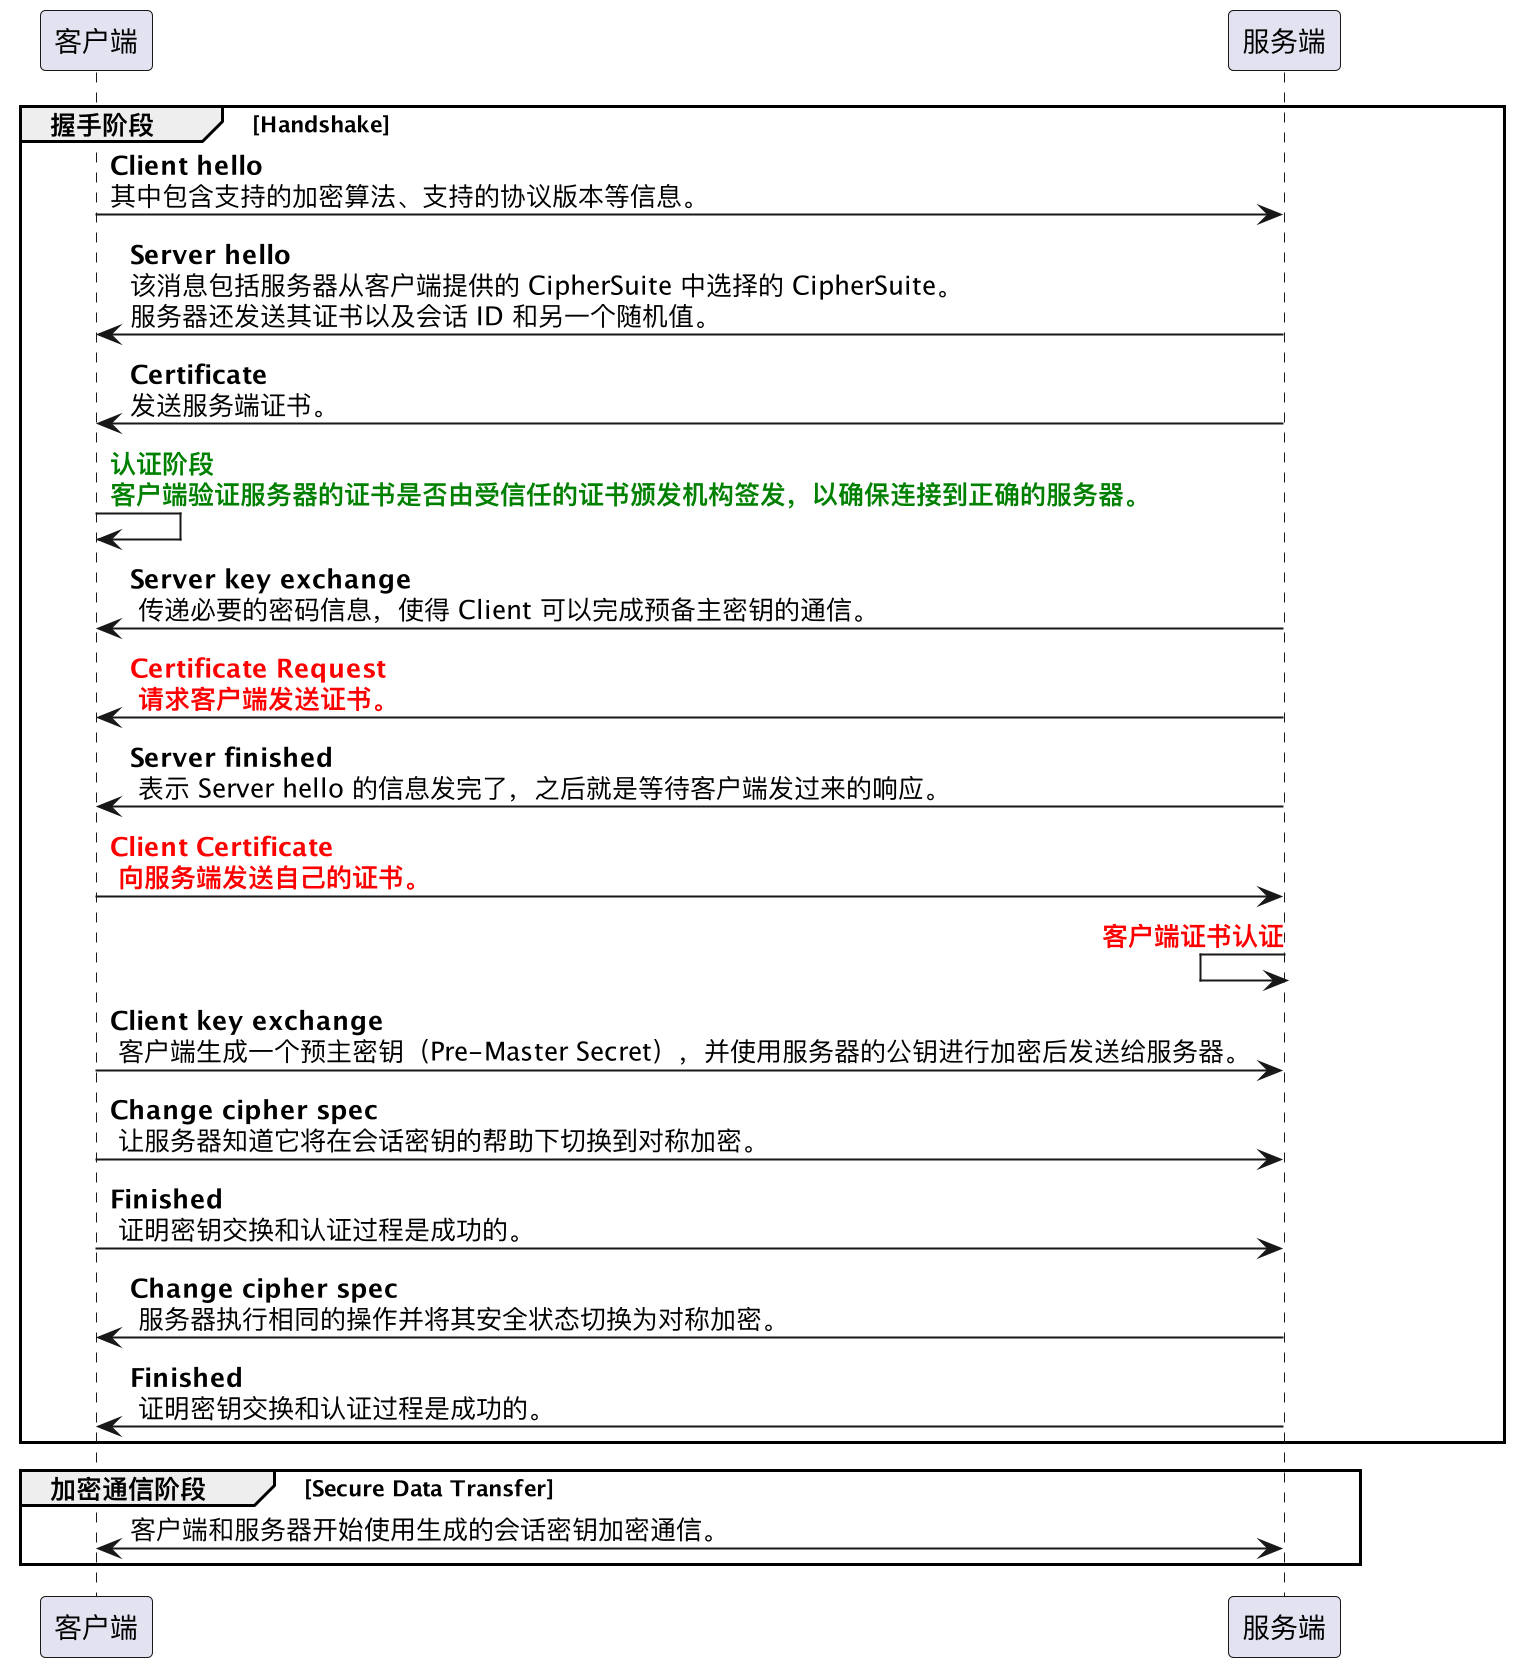 客户端
服务端
握手阶段
[Handshake]
Client hello
其中包含支持的加密算法、支持的协议版本等信息。
Server hello
该消息包括服务器从客户端提供的 CipherSuite 中选择的 CipherSuite。
服务器还发送其证书以及会话 ID 和另一个随机值。
Certificate
发送服务端证书。
认证阶段
客户端验证服务器的证书是否由受信任的证书颁发机构签发，以确保连接到正确的服务器。
Server key exchange
传递必要的密码信息，使得 Client 可以完成预备主密钥的通信。
Certificate Request
请求客户端发送证书。
Server finished
表示 Server hello 的信息发完了，之后就是等待客户端发过来的响应。
Client Certificate
向服务端发送自己的证书。
客户端证书认证
Client key exchange
客户端生成一个预主密钥（Pre-Master Secret），并使用服务器的公钥进行加密后发送给服务器。
Change cipher spec
让服务器知道它将在会话密钥的帮助下切换到对称加密。
Finished
证明密钥交换和认证过程是成功的。
Change cipher spec
服务器执行相同的操作并将其安全状态切换为对称加密。
Finished
证明密钥交换和认证过程是成功的。
加密通信阶段
[Secure Data Transfer]
客户端和服务器开始使用生成的会话密钥加密通信。
客户端
服务端